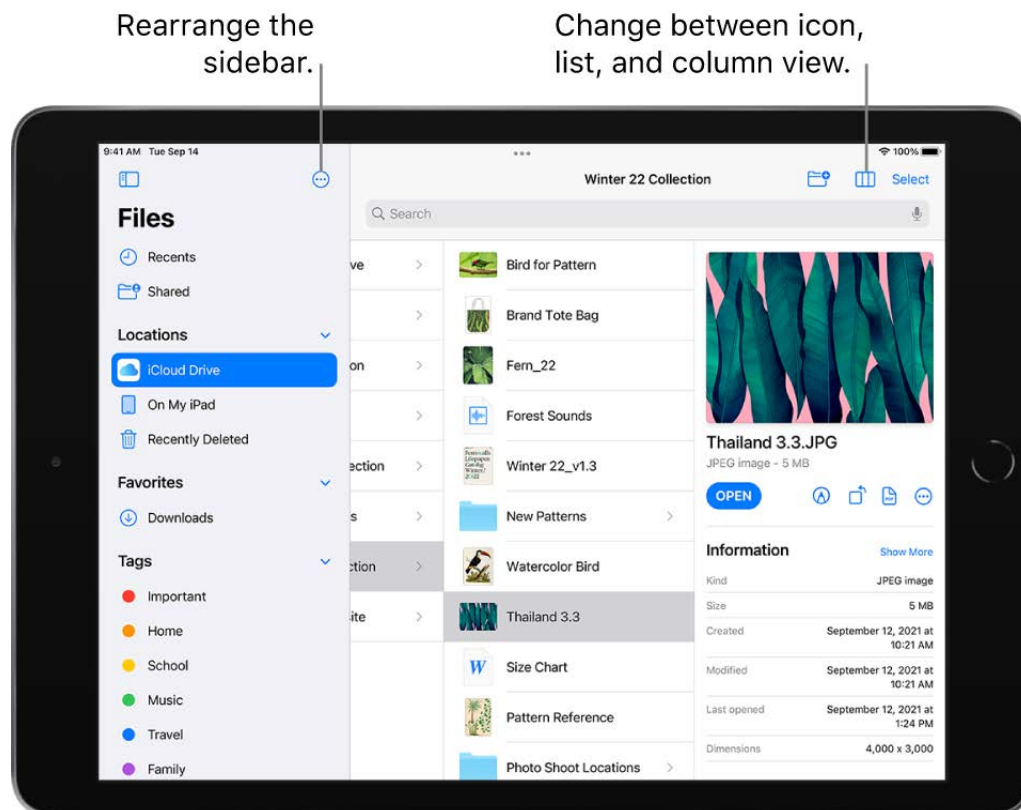 Rearrange the
sidebar.
Change between icon,
list, and column view.
9:41 AM Tue Sep 14
100%
Winter 22 Collection
Select
Files
Search
Recents
Shared
Locations
iCloud Drive
On My iPad
Recently Deleted
Favorites
Downloads
Tags
Important
Home
School
Music
Travel
Family
ve
on
ection
s
ction
ite
Bird for Pattern
Brand Tote Bag
Fern_22
Forest Sounds
Winter 22_v1.3
New Patterns
Watercolor Bird
Thailand 3.3
W
Size Chart
Pattern Reference
Photo Shoot Locations
Thailand 3.3.JPG
JPEG image - 5 MB
OPEN
Information
Show More
Kind JPEG image
Size 5 MB
Created September 12, 2021 at
10:21 AM
Modified September 12, 2021 at
10:21 AM
Last opened September 12, 2021 at
1:24 PM
Dimensions 4,000 x 3,000